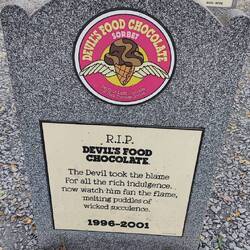 DEVIL'S FOOD CHOCOLATE
SORBET
R.I.P.
DEVIL'S FOOD
CHOCOLATE
The Devil took the blame
For all the rich indulgence.
now watch him fan the flame,
melting puddles of
wicked succulence.
1996-2001